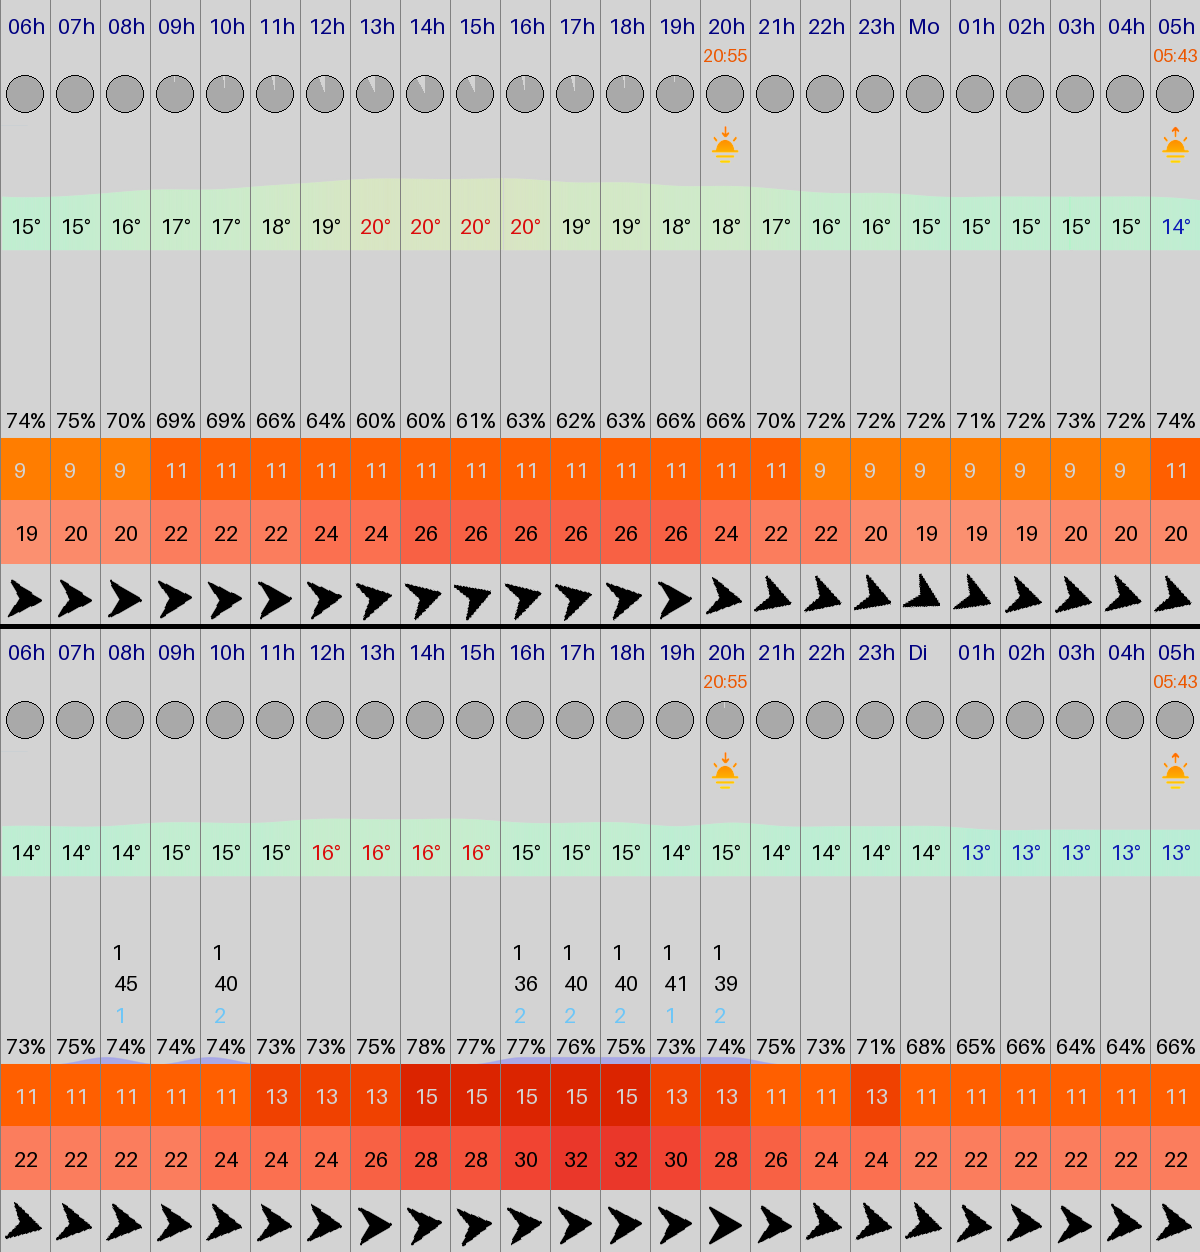 06h 07h 08h 09h 10h 11h 12h 13h 14h 15h 16h 17h 18h 19h 20h 21h 22h 23h Mo 01h 02h 03h 04h 05h
20:55 05:43
15° 15° 16° 17° 17° 18° 19° 20° 20° 20° 20° 19° 19° 18° 18° 17° 16° 16° 15° 15° 15° 15° 15° 14°
74% 75% 70% 69% 69% 66% 64% 60% 60% 61% 63% 62% 63% 66% 66% 70% 72% 72% 72% 71% 72% 73% 72% 74%
9 9 9 11 11 11 11 11 11 11 11 11 11 11 11 11 9 9 9 9 9 9 9 11
19 20 20 22 22 22 24 24 26 26 26 26 26 26 24 22 22 20 19 19 19 20 20 20
06h 07h 08h 09h 10h 11h 12h 13h 14h 15h 16h 17h 18h 19h 20h 21h 22h 23h Di 01h 02h 03h 04h 05h
20:55 05:43
14° 14° 14° 15° 15° 15° 16° 16° 16° 16° 15° 15° 15° 14° 15° 14° 14° 14° 14° 13° 13° 13° 13° 13°
1 1 1 1 1 1 1
45 40 36 40 40 41 39
1 2 2 2 2 1 2
73% 75% 74% 74% 74% 73% 73% 75% 78% 77% 77% 76% 75% 73% 74% 75% 73% 71% 68% 65% 66% 64% 64% 66%
11 11 11 11 11 13 13 13 15 15 15 15 15 13 13 11 11 13 11 11 11 11 11 11
22 22 22 22 24 24 24 26 28 28 30 32 32 30 28 26 24 24 22 22 22 22 22 22